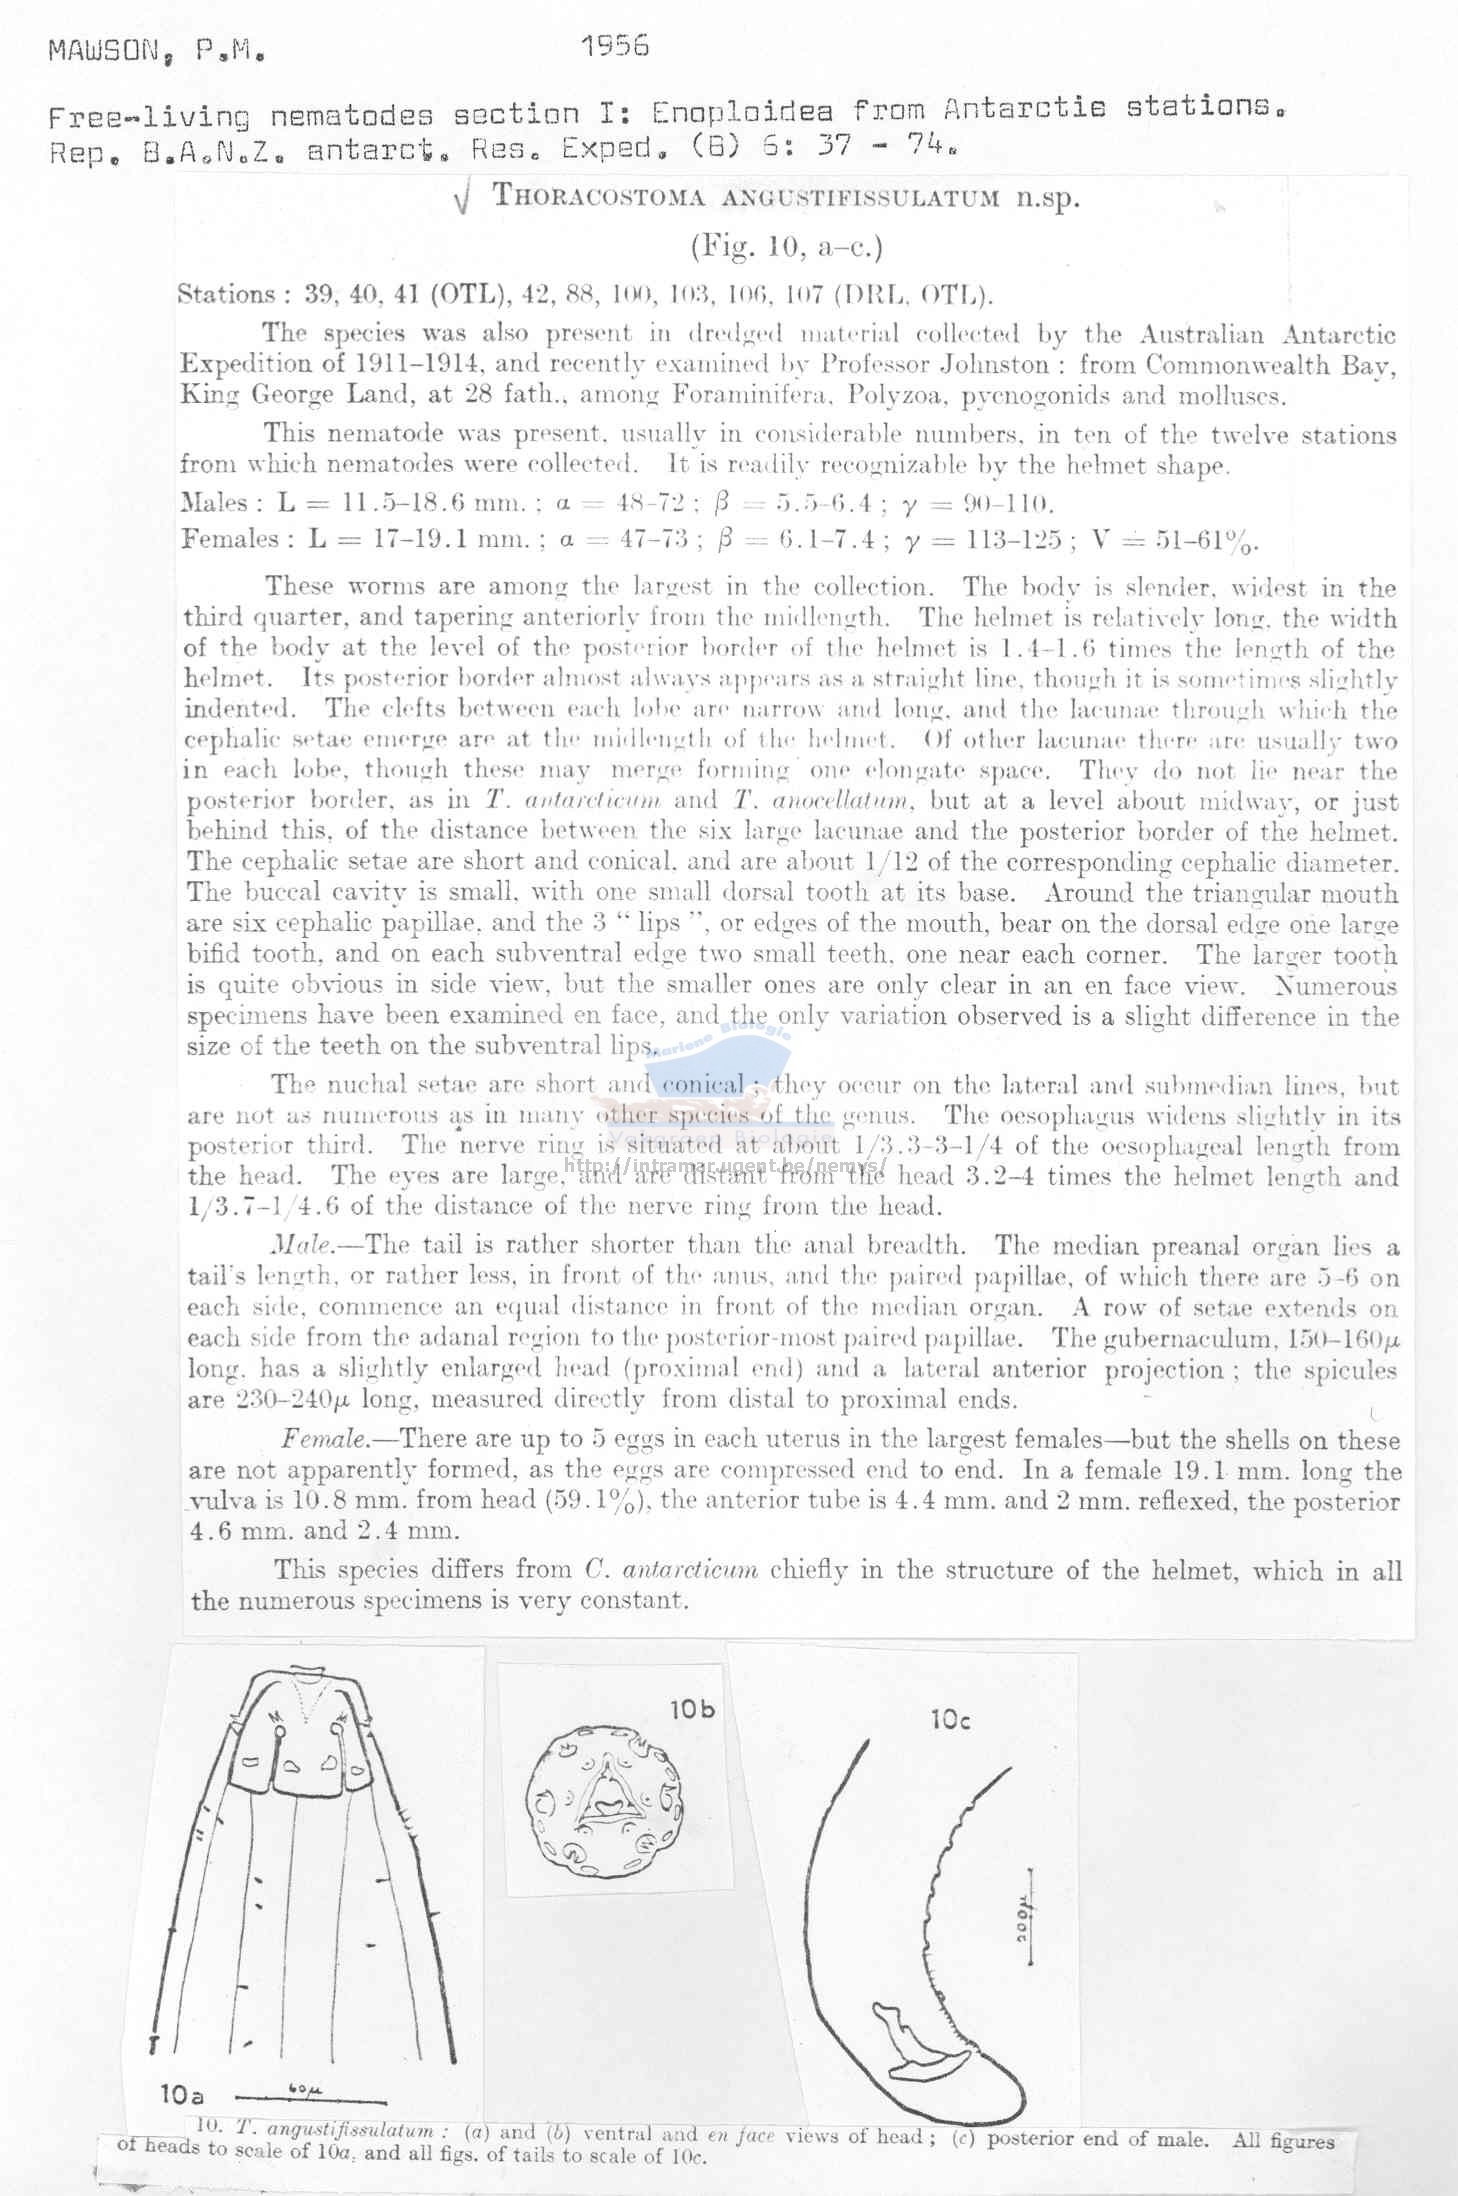 MAWSON, P.M. 1956
Free-living nematodes section I: Enoploidea from Antarctic stations.
Rep. B.A.N.Z. antarct. Res. Exped. (B) 6: 37 - 74.
THORACOSTOMA ANGUSTIFISSULATUM n.sp.
(Fig. 10, a–c.)
Stations : 39, 40, 41 (OTL), 42, 88, 100, 103, 106, 107 (DRL, OTL).
The species was also present in dredged material collected by the Australian Antarctic
Expedition of 1911–1914, and recently examined by Professor Johnston : from Commonwealth Bay,
King George Land, at 28 fath., among Foraminifera, Polyzoa, pycnogonids and molluscs.
This nematode was present, usually in considerable numbers, in ten of the twelve stations
from which nematodes were collected. It is readily recognizable by the helmet shape.
Males : L = 11.5–18.6 mm. ; α = 48–72 ; β = 5.5–6.4 ; γ = 90–110.
Females : L = 17–19.1 mm. ; α = 47–73 ; β = 6.1–7.4 ; γ = 113–125 ; V = 51–61%.
These worms are among the largest in the collection. The body is slender, widest in the
third quarter, and tapering anteriorly from the midlength. The helmet is relatively long, the width
of the body at the level of the posterior border of the helmet is 1.4–1.6 times the length of the
helmet. Its posterior border almost always appears as a straight line, though it is sometimes slightly
indented. The clefts between each lobe are narrow and long, and the lacunae through which the
cephalic setae emerge are at the midlength of the helmet. Of other lacunae there are usually two
in each lobe, though these may merge forming one elongate space. They do not lie near the
posterior border, as in T. antarcticum and T. anocellatum, but at a level about midway, or just
behind this, of the distance between the six large lacunae and the posterior border of the helmet.
The cephalic setae are short and conical, and are about 1/12 of the corresponding cephalic diameter.
The buccal cavity is small, with one small dorsal tooth at its base. Around the triangular mouth
are six cephalic papillae, and the 3 “ lips ”, or edges of the mouth, bear on the dorsal edge one large
bifid tooth, and on each subventral edge two small teeth, one near each corner. The larger tooth
is quite obvious in side view, but the smaller ones are only clear in an en face view. Numerous
specimens have been examined en face, and the only variation observed is a slight difference in the
size of the teeth on the subventral lips.
Mariene Biologie
The nuchal setae are short and conical ; they occur on the lateral and submedian lines, but
are not as numerous as in many other species of the genus. The oesophagus widens slightly in its
posterior third. The nerve ring is situated at about 1/3.3–3–1/4 of the oesophageal length from
http://intramar.ugent.be/nemys/
the head. The eyes are large, and are distant from the head 3.2–4 times the helmet length and
1/3.7–1/4.6 of the distance of the nerve ring from the head.
Male.—The tail is rather shorter than the anal breadth. The median preanal organ lies a
tail's length, or rather less, in front of the anus, and the paired papillae, of which there are 5–6 on
each side, commence an equal distance in front of the median organ. A row of setae extends on
each side from the adanal region to the posterior-most paired papillae. The gubernaculum, 150–160μ
long, has a slightly enlarged head (proximal end) and a lateral anterior projection ; the spicules
are 230–240μ long, measured directly from distal to proximal ends.
Female.—There are up to 5 eggs in each uterus in the largest females—but the shells on these
are not apparently formed, as the eggs are compressed end to end. In a female 19.1 mm. long the
vulva is 10.8 mm. from head (59.1%), the anterior tube is 4.4 mm. and 2 mm. reflexed, the posterior
4.6 mm. and 2.4 mm.
This species differs from C. antarcticum chiefly in the structure of the helmet, which in all
the numerous specimens is very constant.
10b
10c
200μ
10a
60μ
10. T. angustifissulatum : (a) and (b) ventral and en face views of head ; (c) posterior end of male. All figures
of heads to scale of 10a, and all figs. of tails to scale of 10c.